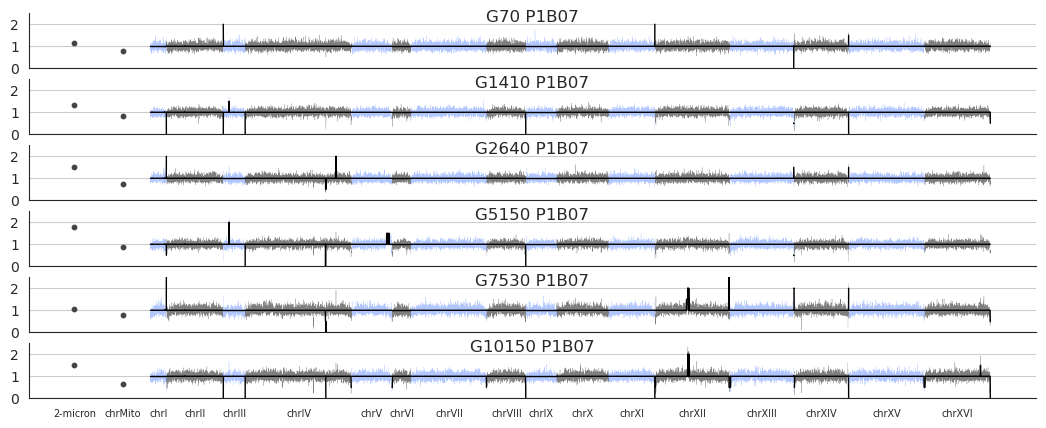 G70 P1B07
2
1
0
G1410 P1B07
2
1
0
G2640 P1B07
2
1
0
G5150 P1B07
2
1
0
G7530 P1B07
2
1
0
G10150 P1B07
2
1
0
2-micron chrMito chrI chrII chrIII chrIV chrV chrVI chrVII chrVIII chrIX chrX chrXI chrXII chrXIII chrXIV chrXV chrXVI